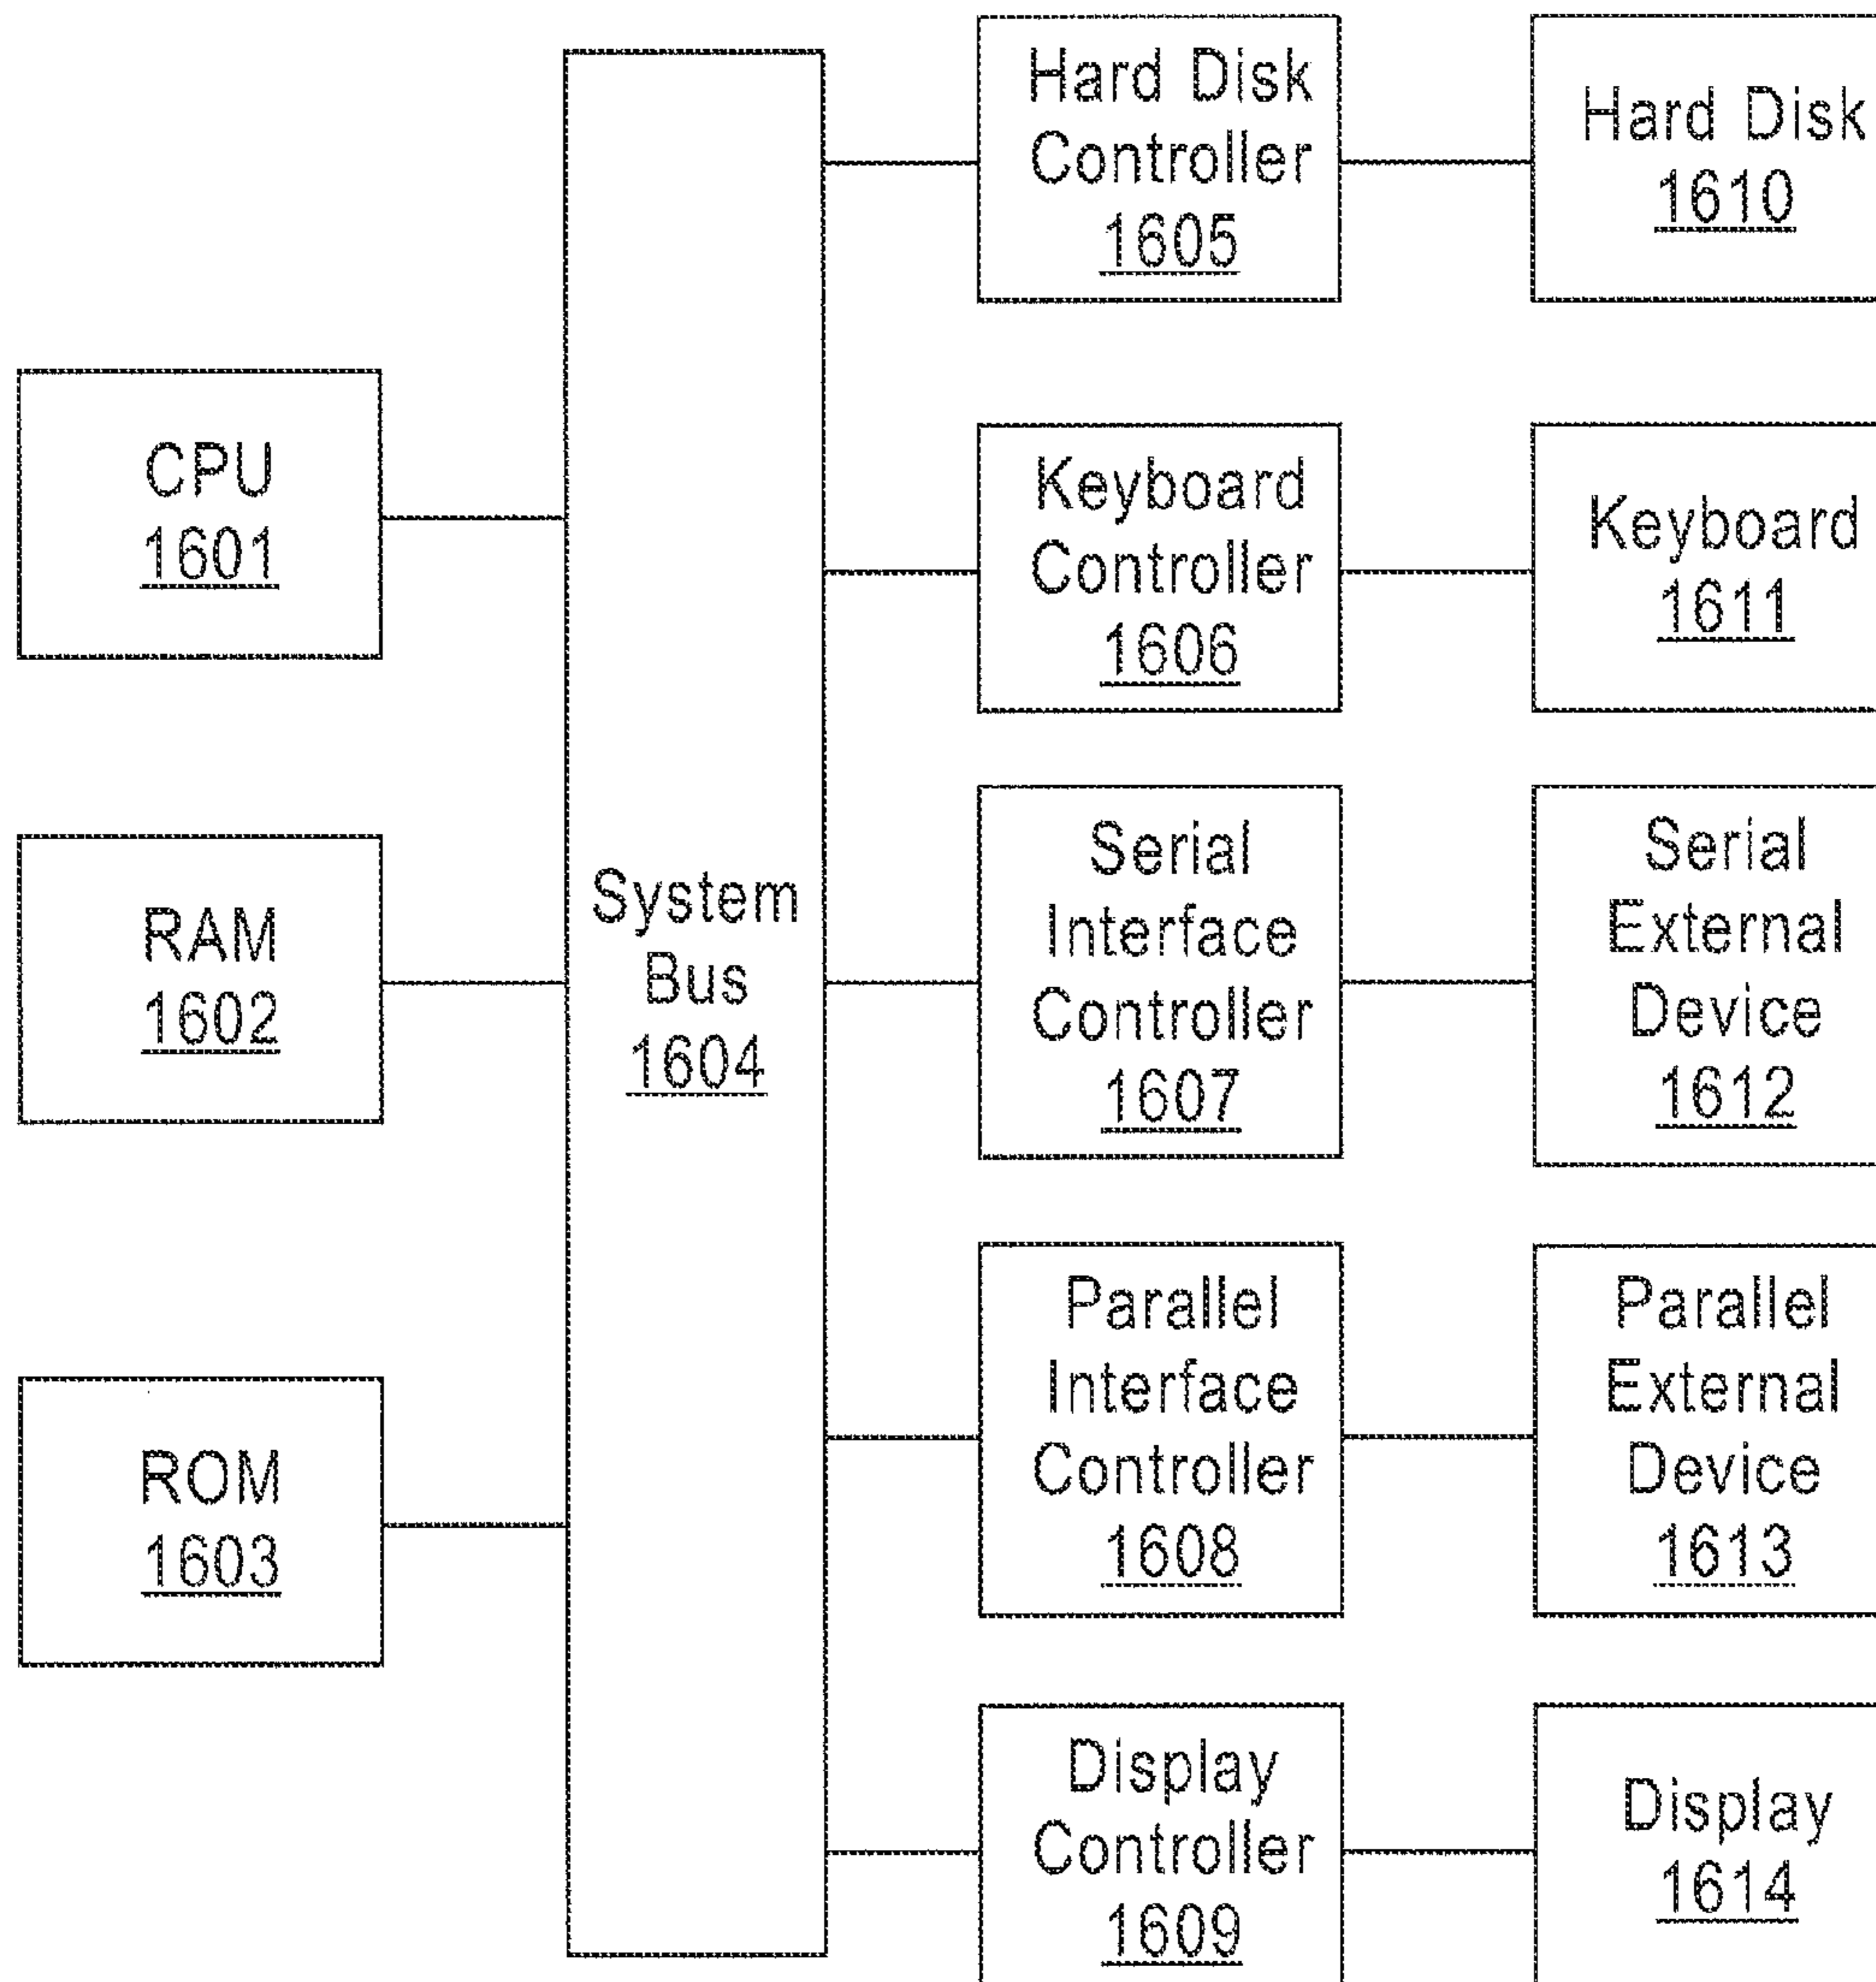 CPU
1601
RAM
1602
ROM
1603
System
Bus
1604
Hard Disk
Controller
1605
Hard Disk
1610
Keyboard
Controller
1606
Keyboard
1611
Serial
Interface
Controller
1607
Serial
External
Device
1612
Parallel
Interface
Controller
1608
Parallel
External
Device
1613
Display
Controller
1609
Display
1614